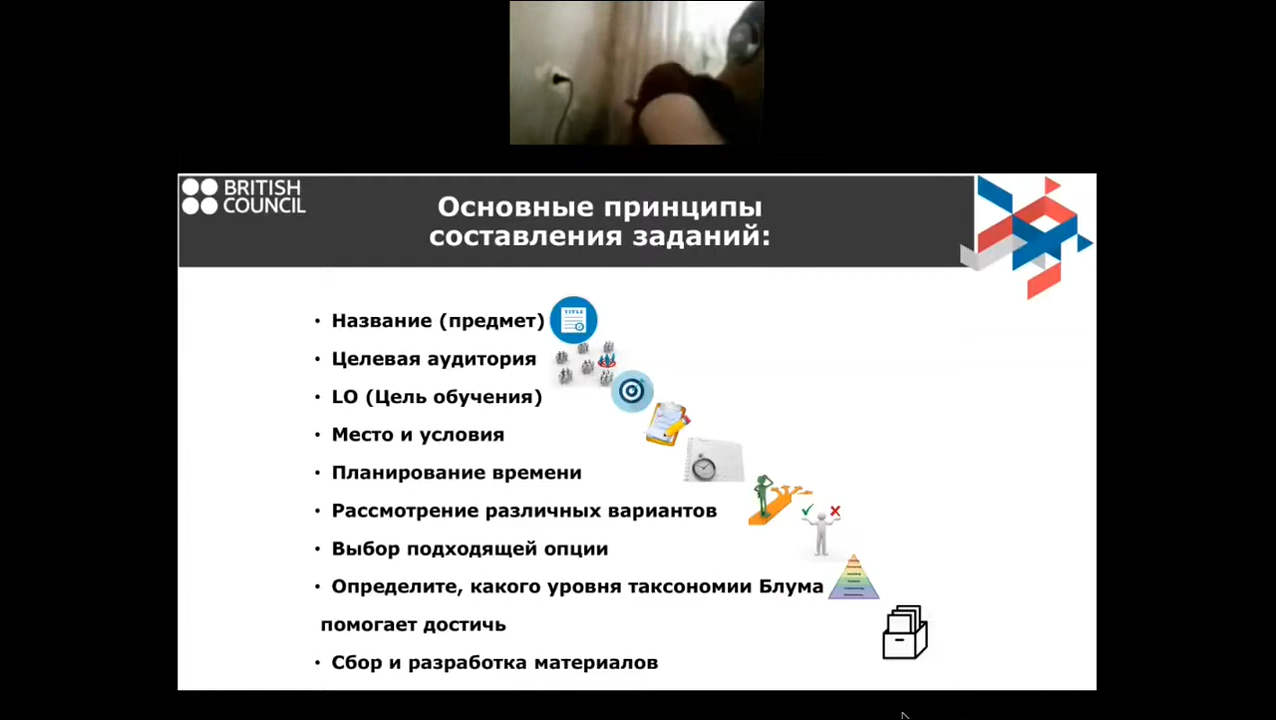 BRITISH
COUNCIL
Основные принципы
составления заданий:
• Название (предмет)
TITLE
• Целевая аудитория
• LO (Цель обучения)
• Место и условия
• Планирование времени
• Рассмотрение различных вариантов
• Выбор подходящей опции
• Определите, какого уровня таксономии Блума
помогает достичь
• Сбор и разработка материалов